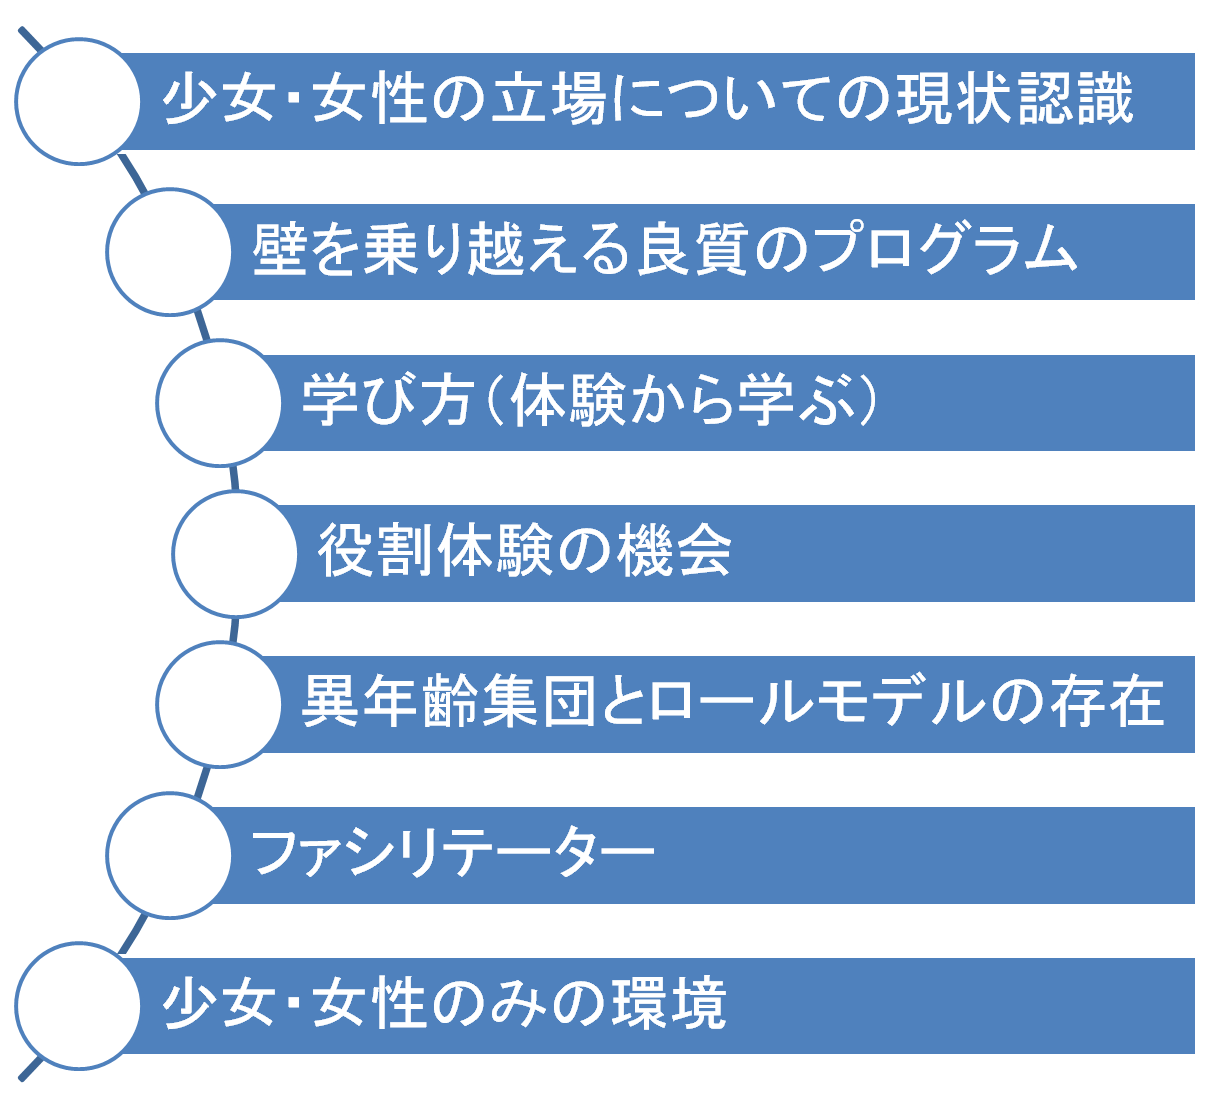 少女・女性の立場についての現状認識
壁を乗り越える良質のプログラム
学び方（体験から学ぶ）
役割体験の機会
異年齢集団とロールモデルの存在
ファシリテーター
少女・女性のみの環境